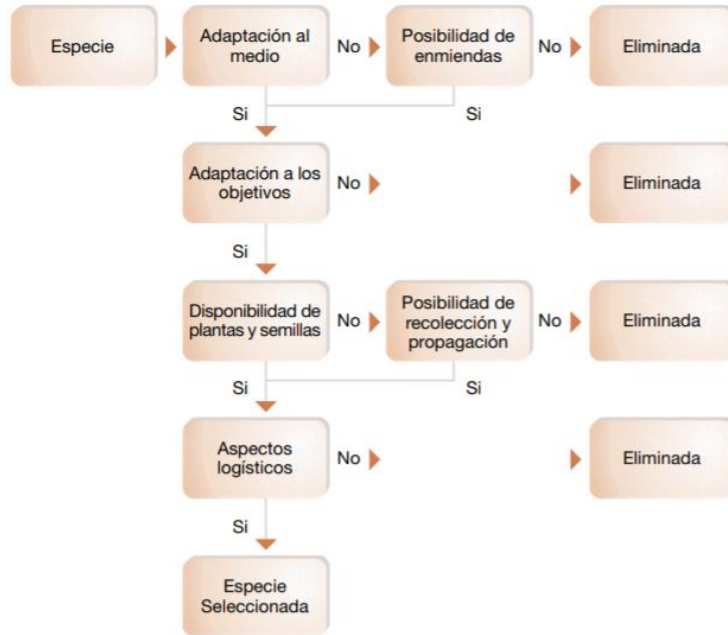 Especie
Adaptación al
medio
No
Posibilidad de
enmiendas
No
Eliminada
Si
Si
Adaptación a los
objetivos
No
Eliminada
Si
Disponibilidad de
plantas y semillas
No
Posibilidad de
recolección y
propagación
No
Eliminada
Si
Si
Aspectos
logísticos
No
Eliminada
Si
Especie
Seleccionada